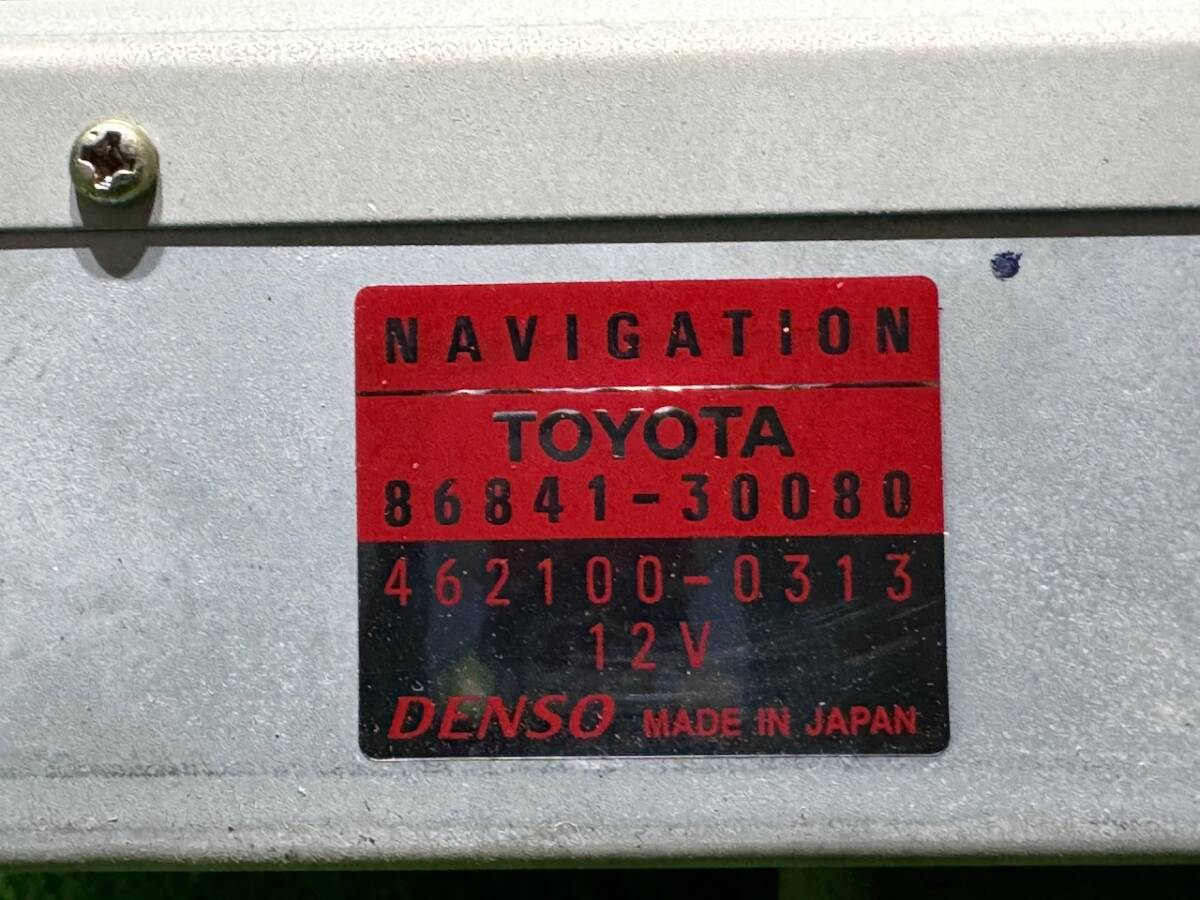 NAVIGATION
TOYOTA
86841-30080
462100-0313
12V
DENSO MADE IN JAPAN